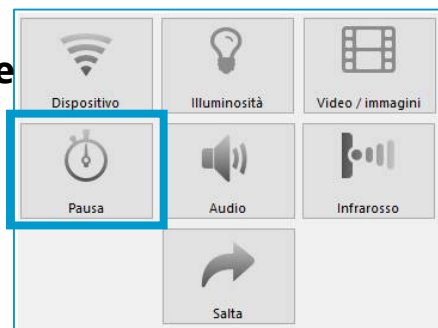 e
Dispositivo
Illuminosità
Video / immagini
Pausa
Audio
Infrarosso
Salta